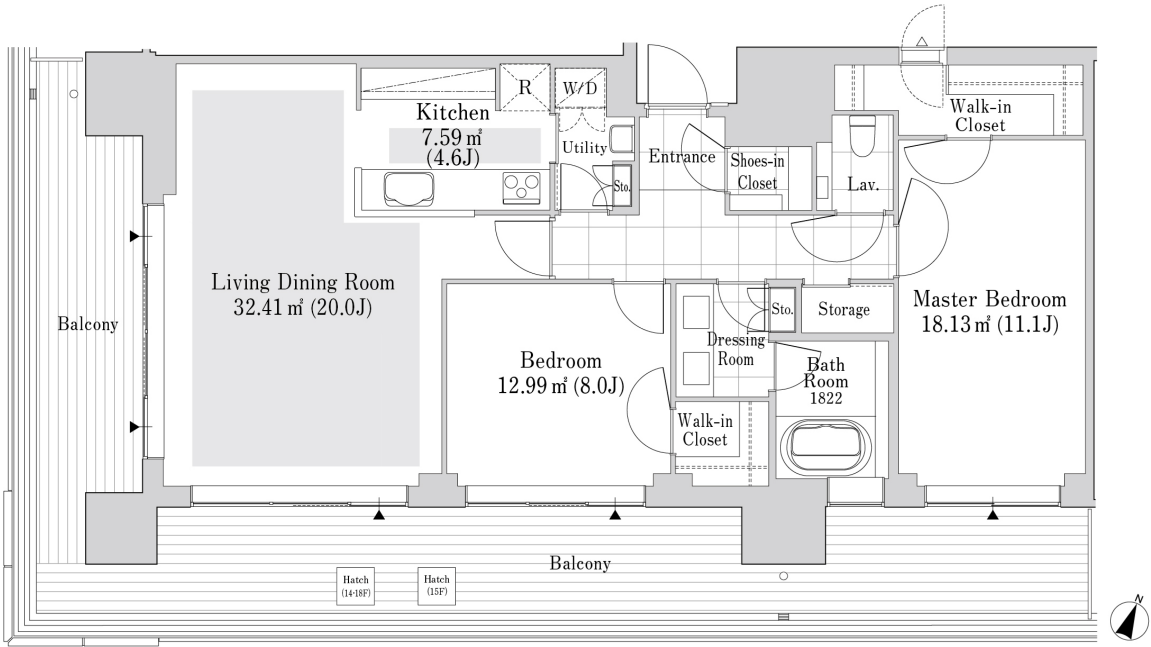 N
R
W/D
Kitchen
7.59㎡
(4.6J)
Utility
Sto.
Entrance
Shoes-in
Closet
Lav.
Walk-in
Closet
Living Dining Room
32.41㎡ (20.0J)
Balcony
Bedroom
12.99㎡ (8.0J)
Dressing
Room
Sto.
Storage
Master Bedroom
18.13㎡ (11.1J)
Bath
Room
1822
Walk-in
Closet
Balcony
Hatch
(14-18F)
Hatch
(15F)